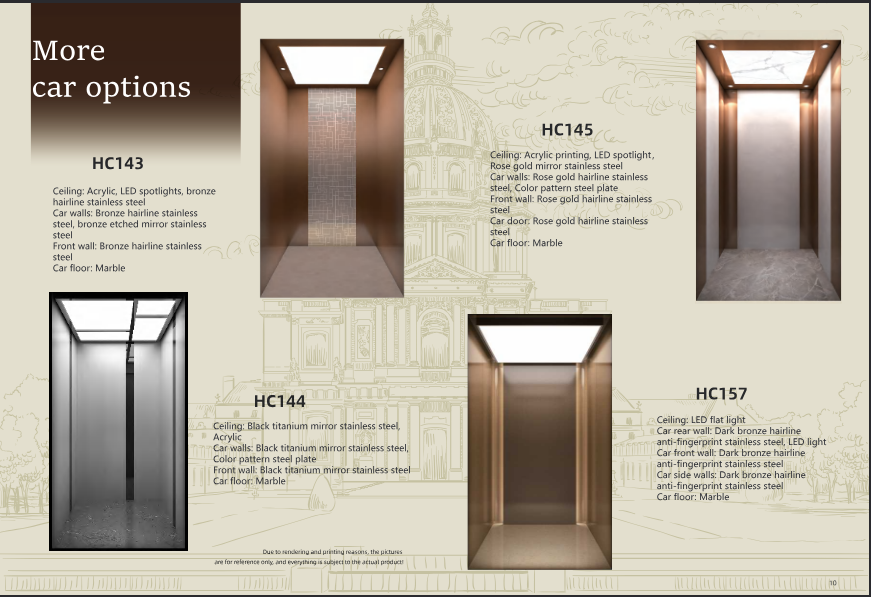 More
car options
HC143
Ceiling: Acrylic, LED spotlights, bronze
hairline stainless steel
Car walls: Bronze hairline stainless
steel, bronze etched mirror stainless
steel
Front wall: Bronze hairline stainless
steel
Car floor: Marble
HC145
Ceiling: Acrylic printing, LED spotlight,
Rose gold mirror stainless steel
Car walls: Rose gold hairline stainless
steel, Color pattern steel plate
Front wall: Rose gold hairline stainless
steel
Car door: Rose gold hairline stainless
steel
Car floor: Marble
HC144
Ceiling: Black titanium mirror stainless steel,
Acrylic
Car walls: Black titanium mirror stainless steel,
Color pattern steel plate
Front wall: Black titanium mirror stainless steel
Car floor: Marble
HC157
Ceiling: LED flat light
Car rear wall: Dark bronze hairline
anti-fingerprint stainless steel, LED light
Car front wall: Dark bronze hairline
anti-fingerprint stainless steel
Car side walls: Dark bronze hairline
anti-fingerprint stainless steel
Car floor: Marble
Due to rendering and printing reasons, the pictures
are for reference only, and everything is subject to the actual product!
10